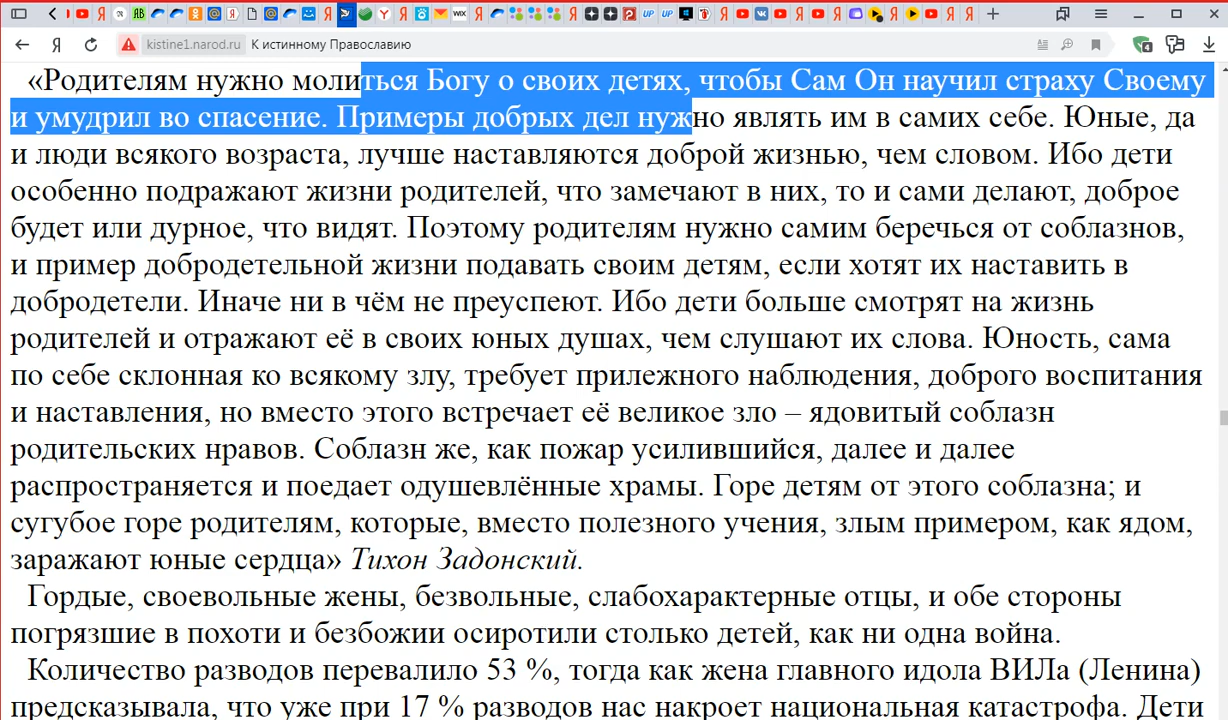 kistine1.narod.ru К истинному Православию
«Родителям нужно молиться Богу о своих детях, чтобы Сам Он научил страху Своему
и умудрил во спасение. Примеры добрых дел нужно являть им в самих себе. Юные, да
и люди всякого возраста, лучше наставляются доброй жизнью, чем словом. Ибо дети
особенно подражают жизни родителей, что замечают в них, то и сами делают, доброе
будет или дурное, что видят. Поэтому родителям нужно самим беречься от соблазнов,
и пример добродетельной жизни подавать своим детям, если хотят их наставить в
добродетели. Иначе ни в чём не преуспеют. Ибо дети больше смотрят на жизнь
родителей и отражают её в своих юных душах, чем слушают их слова. Юность, сама
по себе склонная ко всякому злу, требует прилежного наблюдения, доброго воспитания
и наставления, но вместо этого встречает её великое зло – ядовитый соблазн
родительских нравов. Соблазн же, как пожар усилившийся, далее и далее
распространяется и поедает одушевлённые храмы. Горе детям от этого соблазна; и
сугубое горе родителям, которые, вместо полезного учения, злым примером, как ядом,
заражают юные сердца» Тихон Задонский.
Гордые, своевольные жены, безвольные, слабохарактерные отцы, и обе стороны
погрязшие в похоти и безбожии осиротили столько детей, как ни одна война.
Количество разводов перевалило 53 %, тогда как жена главного идола ВИЛа (Ленина)
предсказывала, что уже при 17 % разводов нас накроет национальная катастрофа. Дети